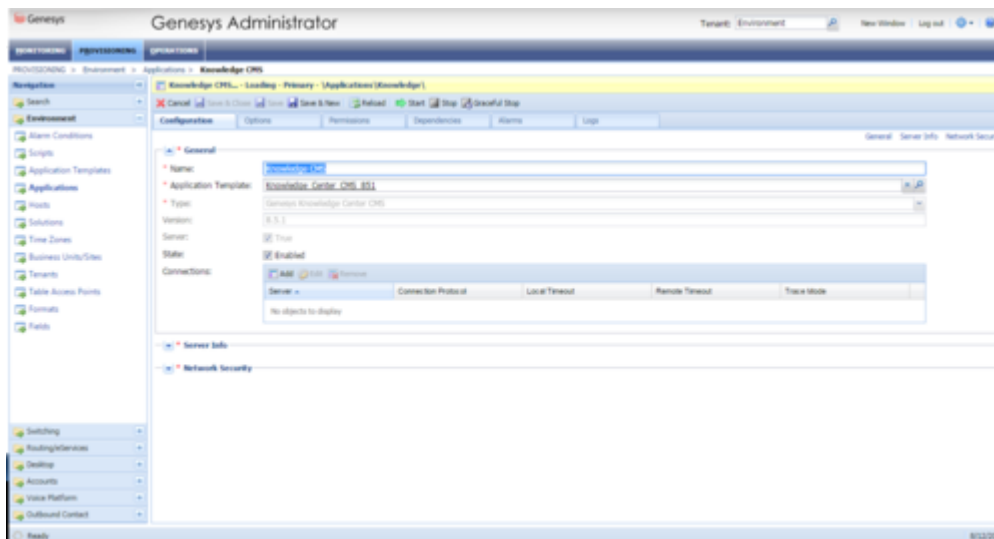 Genesys
Genesys Administrator
Tenant: Environment
New Window | Log out
MONITORING PROVISIONING OPERATIONS
PROVISIONING > Environment > Applications > Knowledge CMS
Navigation
Knowledge CMS... - Loading - Primary - \Applications\Knowledge\
Search
Cancel Save & Close Save Save & New Reload Start Stop Graceful Stop
Environment
Configuration Options Permissions Dependencies Alarms Logs
Alarm Conditions
General Server Info Network Secu
Scripts
* General
Application Templates
* Name: Knowledge CMS
Applications
* Application Template: Knowledge Center CMS 851
Hosts
* Type: Genesys Knowledge Center CMS
Solutions
Version: 8.5.1
Time Zones
Server: True
Business Units/Sites
State: Enabled
Tenants
Connections: Add Edit Remove
Table Access Points
Server Connection Protocol Local Timeout Remote Timeout Trace Mode
Formats
No objects to display
Fields
* Server Info
* Network Security
Switching
Routing/eServices
Desktop
Accounts
Voice Platform
Outbound Contact
Ready